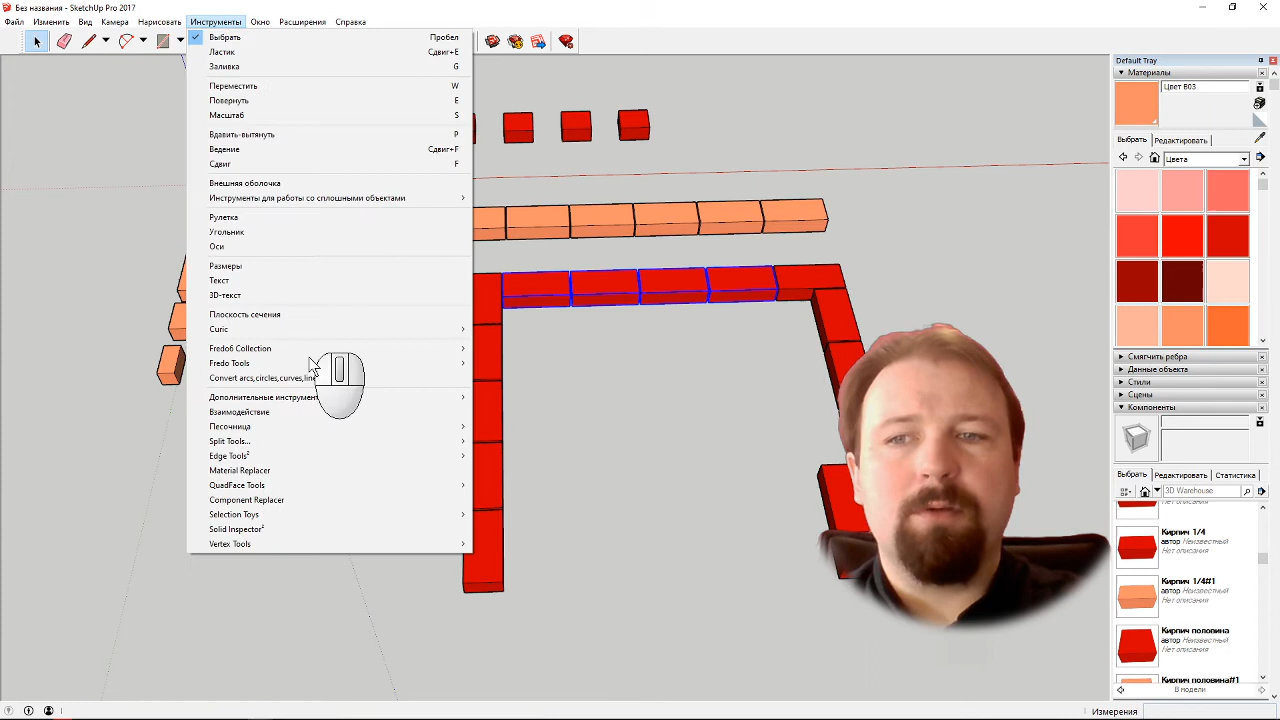 Без названия - SketchUp Pro 2017
Файл Изменить Вид Камера Нарисовать Инструменты Окно Расширения Справка
Выбрать Пробел
Ластик Сдвиг+E
Заливка G
Переместить W
Повернуть E
Масштаб S
Вдавить-вытянуть P
Ведение Сдвиг+F
Сдвиг F
Внешняя оболочка
Инструменты для работы со сплошными объектами
Рулетка
Угольник
Оси
Размеры
Текст
3D-текст
Плоскость сечения
Curic
Fredo6 Collection
Fredo Tools
Convert arcs,circles,curves,line
Дополнительные инструмент
Взаимодействие
Песочница
Split Tools...
Edge Tools²
Material Replacer
QuadFace Tools
Component Replacer
Selection Toys
Solid Inspector²
Vertex Tools
Default Tray
Материалы
Цвет B03
Выбрать Редактировать
Цвета
Смягчить ребра
Данные объекта
Стили
Сцены
Компоненты
Выбрать Редактировать Статистика
3D Warehouse
автор Неизвестный
Нет описания
Кирпич 1/4
автор Неизвестный
Нет описания
Кирпич 1/4#1
автор Неизвестный
Нет описания
Кирпич половина
автор Неизвестный
Нет описания
Кирпич половина#1
8 модели
Измерения